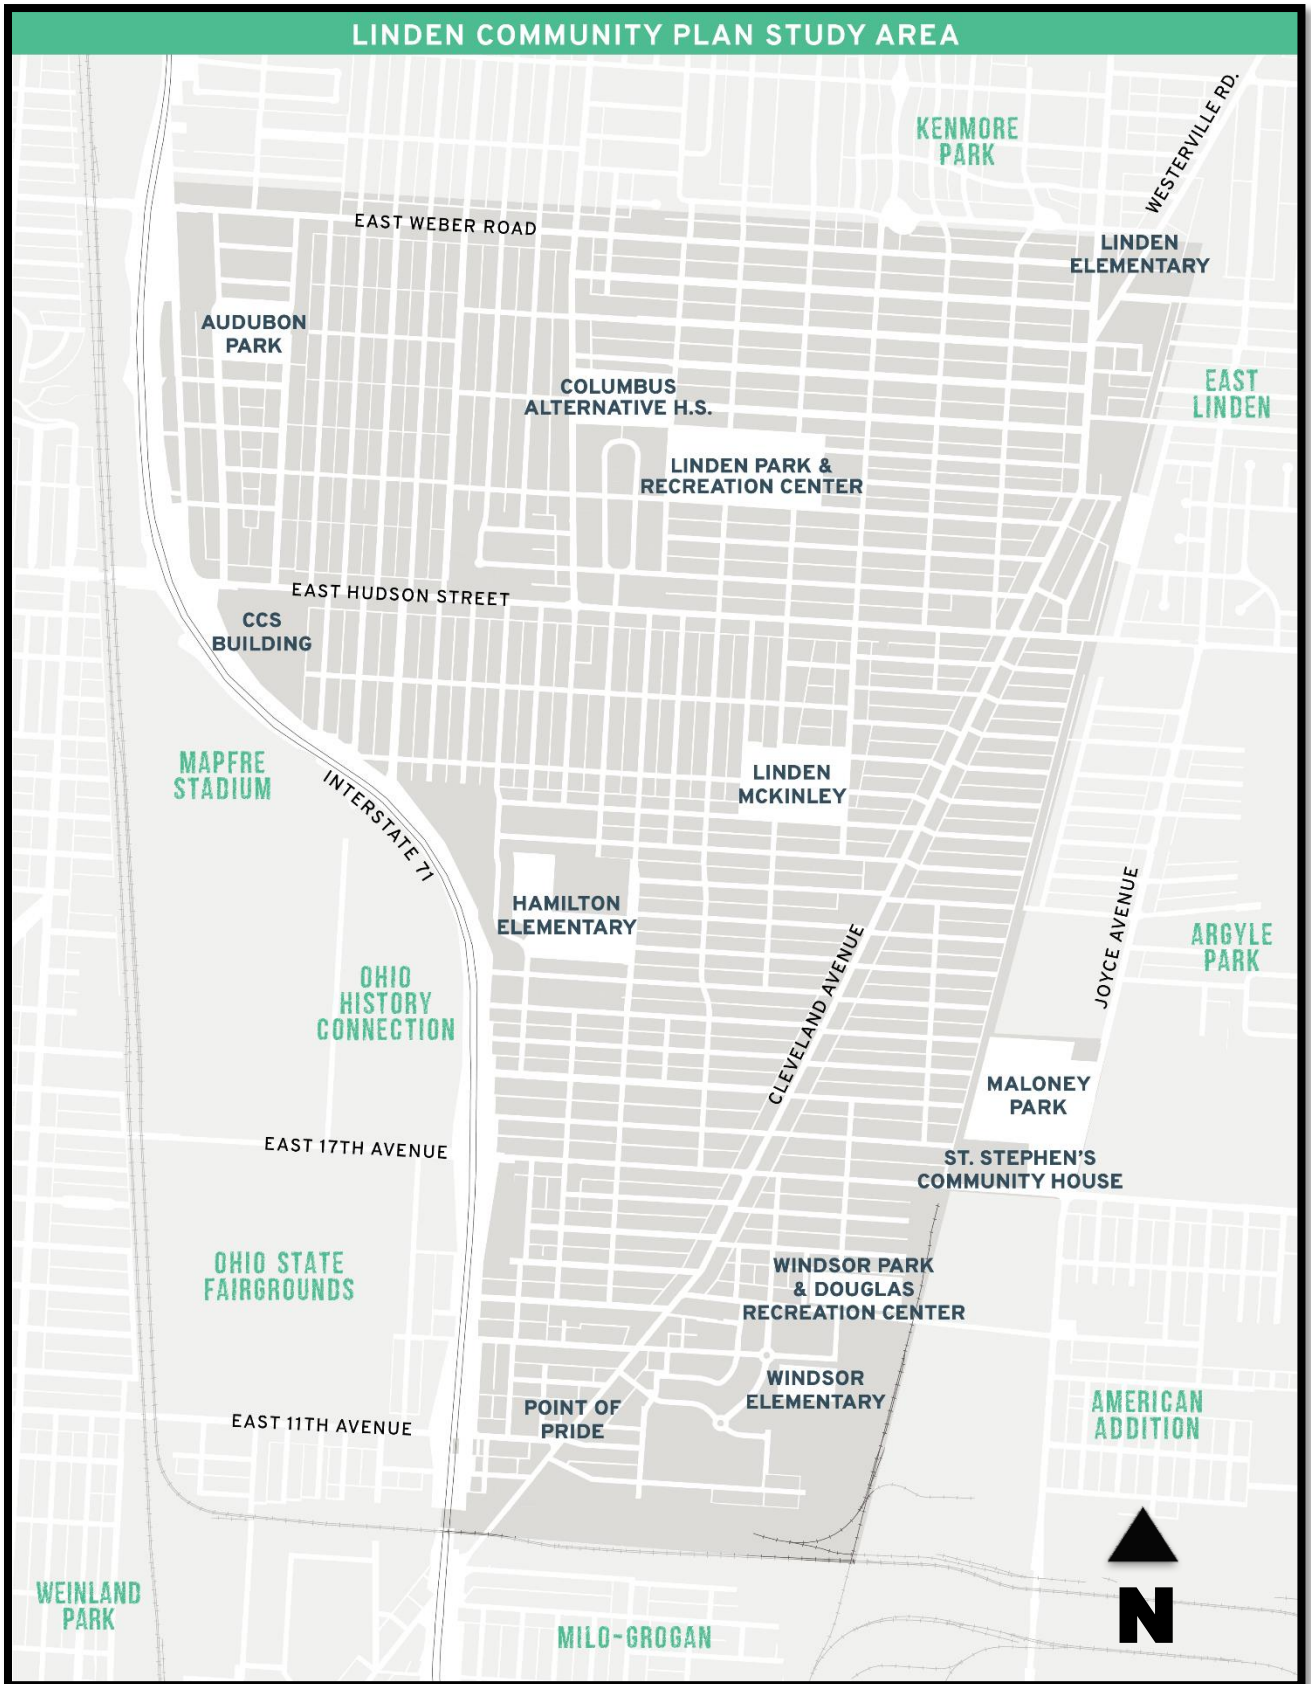 LINDEN COMMUNITY PLAN STUDY AREA
WESTERVILLE RD.
KENMORE
PARK
EAST WEBER ROAD
LINDEN
ELEMENTARY
AUDUBON
PARK
EAST
LINDEN
COLUMBUS
ALTERNATIVE H.S.
LINDEN PARK &
RECREATION CENTER
EAST HUDSON STREET
CCS
BUILDING
MAPFRE
STADIUM
INTERSTATE 71
LINDEN
MCKINLEY
HAMILTON
ELEMENTARY
CLEVELAND AVENUE
JOYCE AVENUE
ARGYLE
PARK
OHIO
HISTORY
CONNECTION
MALONEY
PARK
EAST 17TH AVENUE
ST. STEPHEN'S
COMMUNITY HOUSE
OHIO STATE
FAIRGROUNDS
WINDSOR PARK
& DOUGLAS
RECREATION CENTER
WINDSOR
ELEMENTARY
POINT OF
PRIDE
EAST 11TH AVENUE
AMERICAN
ADDITION
WEINLAND
PARK
MILO-GROGAN
N